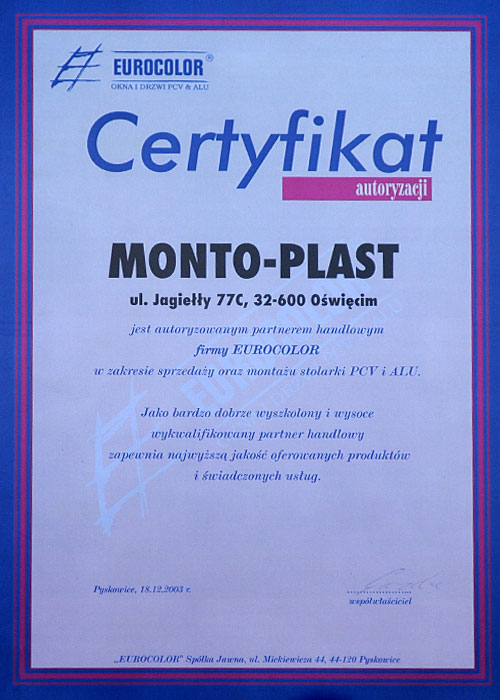 EUROCOLOR®
OKNA I DRZWI PCV & ALU
Certyfikat
autoryzacji
MONTO-PLAST
ul. Jagiełły 77C, 32-600 Oświęcim
jest autoryzowanym partnerem handlowym
firmy EUROCOLOR
w zakresie sprzedaży oraz montażu stolarki PCV i ALU.
Jako bardzo dobrze wyszkolony i wysoce
wykwalifikowany partner handlowy
zapewnia najwyższą jakość oferowanych produktów
i świadczonych usług.
Pyskowice, 18.12.2003 r.
współwłaściciel
„EUROCOLOR" Spółka Jawna, ul. Mickiewicza 44, 44-120 Pyskowice